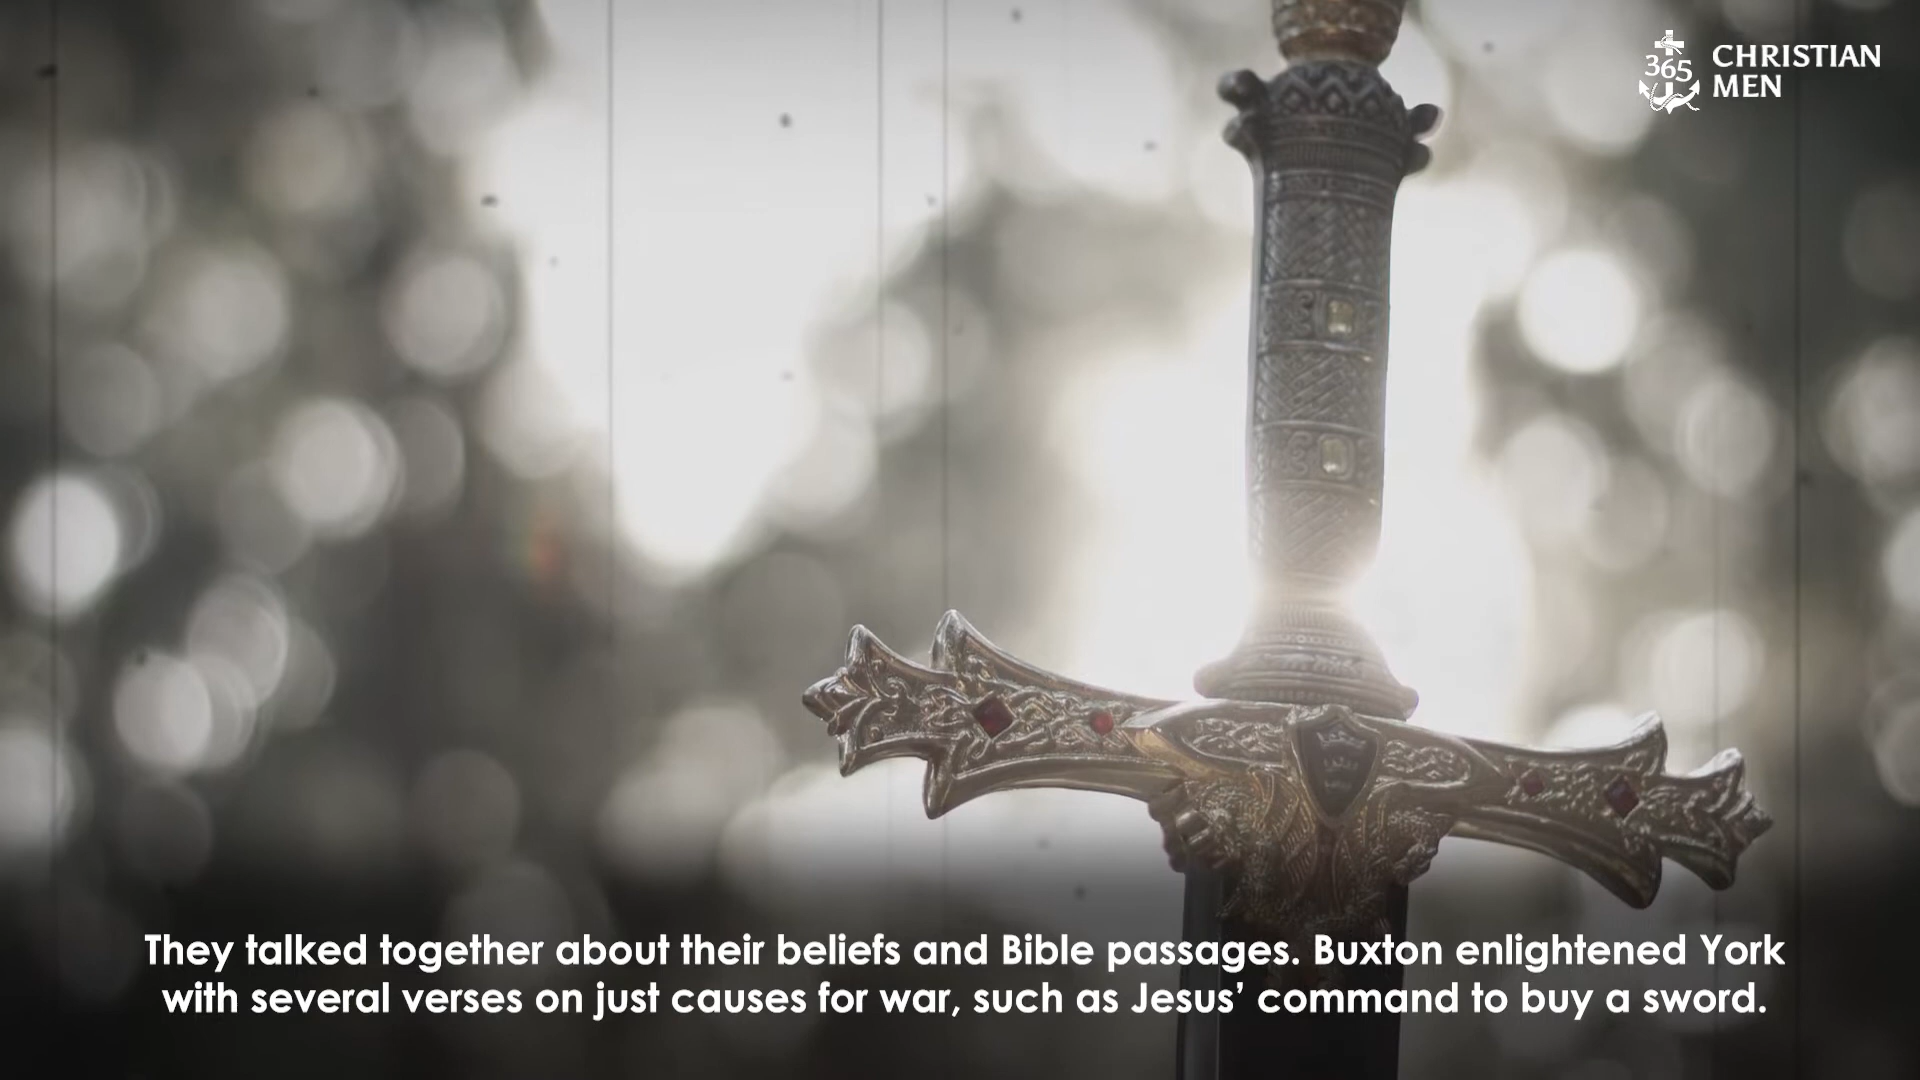 365
CHRISTIAN
MEN
They talked together about their beliefs and Bible passages. Buxton enlightened York
with several verses on just causes for war, such as Jesus’ command to buy a sword.